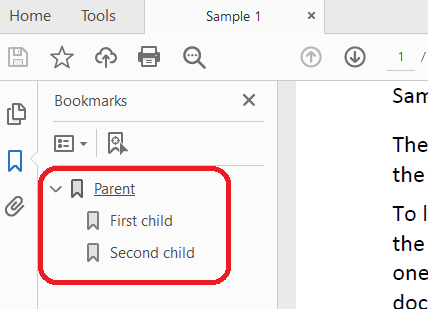 Home Tools Sample 1 ×
1 /
Bookmarks
Parent
First child
Second child
Sam
The
the
To l
the
one
doc